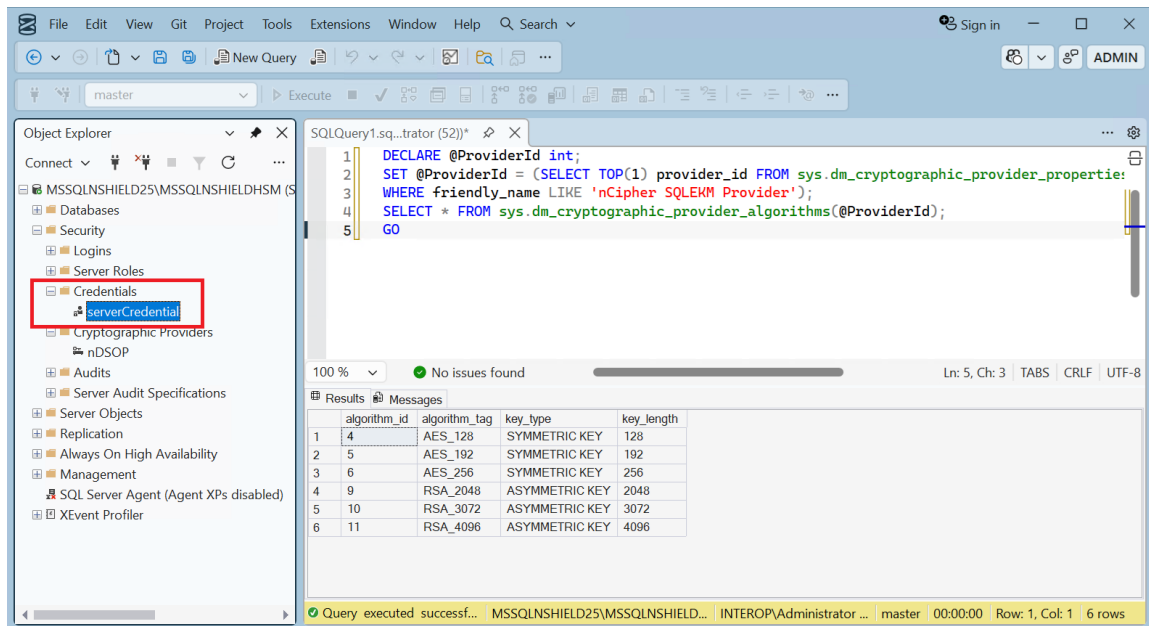 File Edit View Git Project Tools Extensions Window Help Search Sign in
New Query ADMIN
master Execute
Object Explorer
Connect
MSSQLNSHIELD25\MSSQLNSHIELDHSM (S
Databases
Security
Logins
Server Roles
Credentials
serverCredential
Cryptographic Providers
nDSOP
Audits
Server Audit Specifications
Server Objects
Replication
Always On High Availability
Management
SQL Server Agent (Agent XPs disabled)
XEvent Profiler
SQLQuery1.sq...trator (52))*
1 DECLARE @ProviderId int;
2 SET @ProviderId = (SELECT TOP(1) provider_id FROM sys.dm_cryptographic_provider_properties
3 WHERE friendly_name LIKE 'nCipher SQLEKM Provider');
4 SELECT * FROM sys.dm_cryptographic_provider_algorithms(@ProviderId);
5 GO
100 % No issues found Ln: 5, Ch: 3 TABS CRLF UTF-8
Results Messages
algorithm_id algorithm_tag key_type key_length
1 4 AES_128 SYMMETRIC KEY 128
2 5 AES_192 SYMMETRIC KEY 192
3 6 AES_256 SYMMETRIC KEY 256
4 9 RSA_2048 ASYMMETRIC KEY 2048
5 10 RSA_3072 ASYMMETRIC KEY 3072
6 11 RSA_4096 ASYMMETRIC KEY 4096
Query executed successf... MSSQLNSHIELD25\MSSQLNSHIELD... INTEROP\Administrator ... master 00:00:00 Row: 1, Col: 1 6 rows